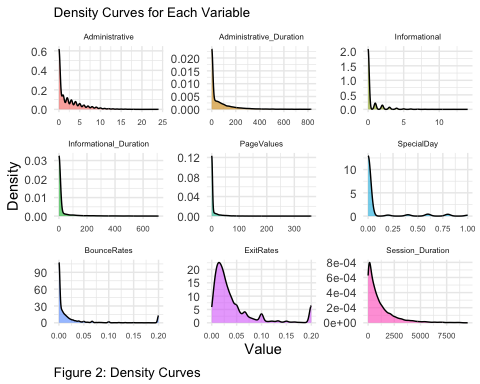 Density Curves for Each Variable
Administrative Administrative_Duration Informational
0.6 0.020 2.0
0.4 0.015 1.5
0.2 0.010 1.0
0.005 0.5
0.0 0.000 0.0
0 5 10 15 20 25 0 200 400 600 800 0 5 10
Informational_Duration PageValues SpecialDay
0.03 0.12 10
0.02 0.08
0.01 0.04 5
0.00 0.00 0
0 200 400 600 0 100 200 300 0.00 0.25 0.50 0.75 1.00
Density
BounceRates ExitRates Session_Duration
90 20 8e-04
60 15 6e-04
10 4e-04
30 5 2e-04
0 0 0e+00
0.00 0.05 0.10 0.15 0.20 0.00 0.05 0.10 0.15 0.20 0 2500 5000 7500
Value
Figure 2: Density Curves